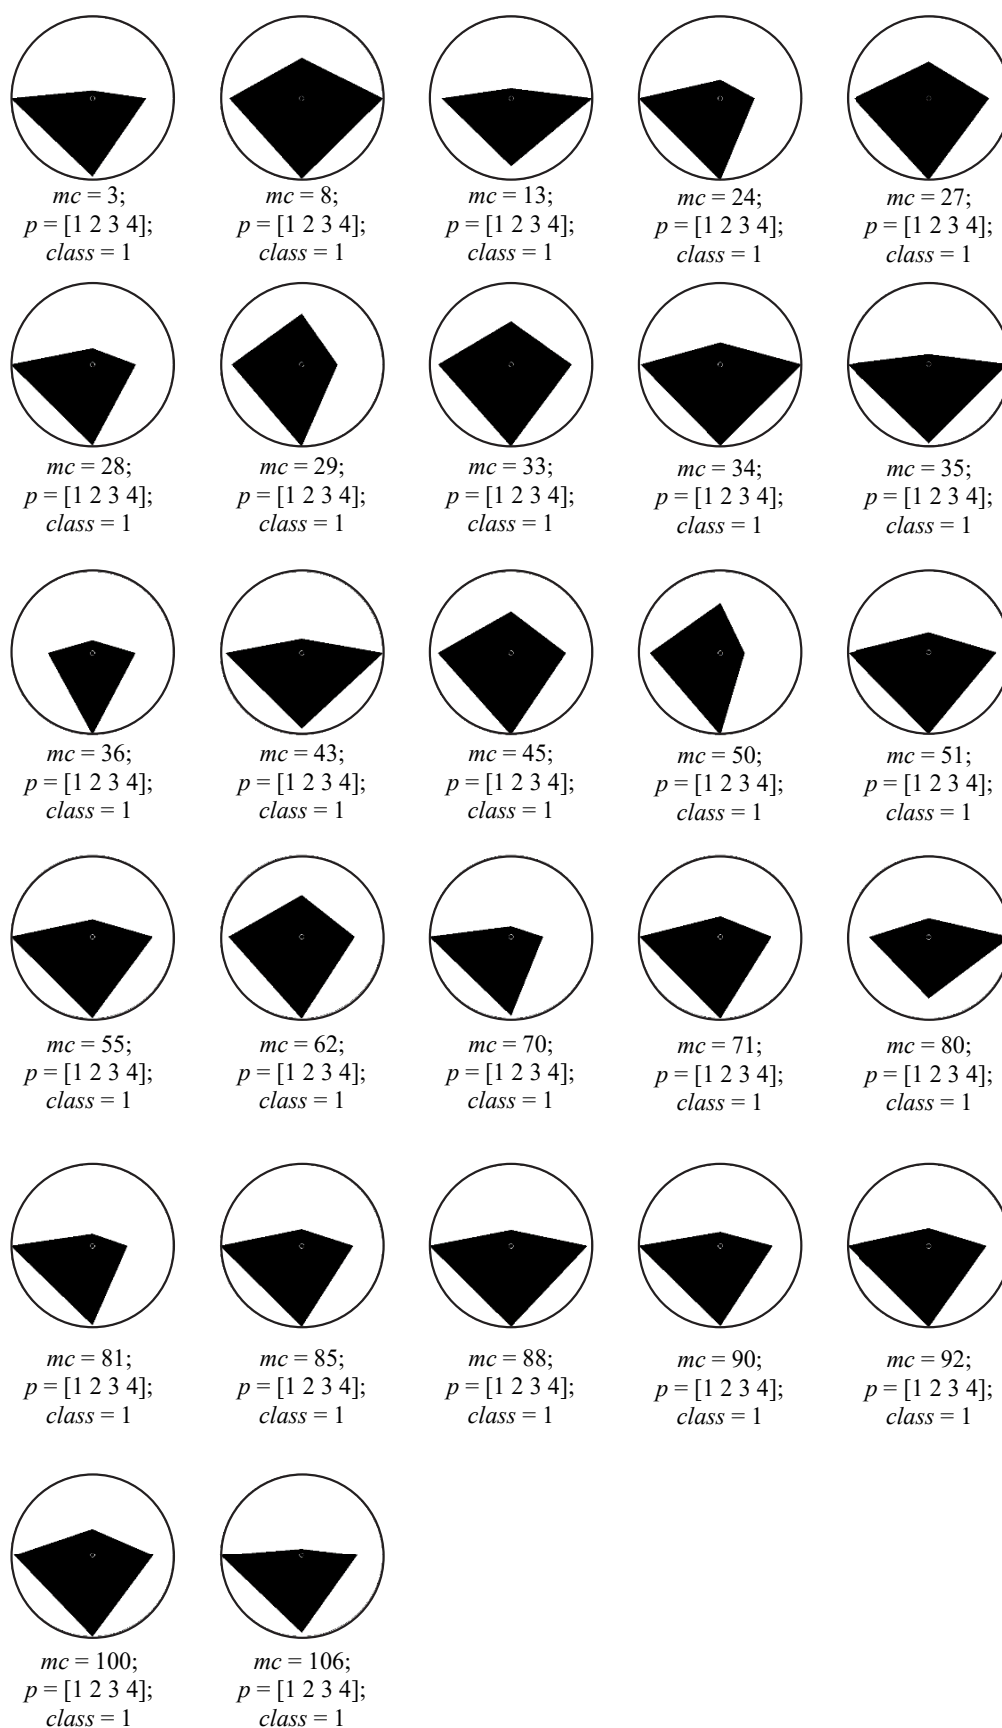 mc = 3;
p = [1 2 3 4];
class = 1
mc = 8;
p = [1 2 3 4];
class = 1
mc = 13;
p = [1 2 3 4];
class = 1
mc = 24;
p = [1 2 3 4];
class = 1
mc = 27;
p = [1 2 3 4];
class = 1
mc = 28;
p = [1 2 3 4];
class = 1
mc = 29;
p = [1 2 3 4];
class = 1
mc = 33;
p = [1 2 3 4];
class = 1
mc = 34;
p = [1 2 3 4];
class = 1
mc = 35;
p = [1 2 3 4];
class = 1
mc = 36;
p = [1 2 3 4];
class = 1
mc = 43;
p = [1 2 3 4];
class = 1
mc = 45;
p = [1 2 3 4];
class = 1
mc = 50;
p = [1 2 3 4];
class = 1
mc = 51;
p = [1 2 3 4];
class = 1
mc = 55;
p = [1 2 3 4];
class = 1
mc = 62;
p = [1 2 3 4];
class = 1
mc = 70;
p = [1 2 3 4];
class = 1
mc = 71;
p = [1 2 3 4];
class = 1
mc = 80;
p = [1 2 3 4];
class = 1
mc = 81;
p = [1 2 3 4];
class = 1
mc = 85;
p = [1 2 3 4];
class = 1
mc = 88;
p = [1 2 3 4];
class = 1
mc = 90;
p = [1 2 3 4];
class = 1
mc = 92;
p = [1 2 3 4];
class = 1
mc = 100;
p = [1 2 3 4];
class = 1
mc = 106;
p = [1 2 3 4];
class = 1